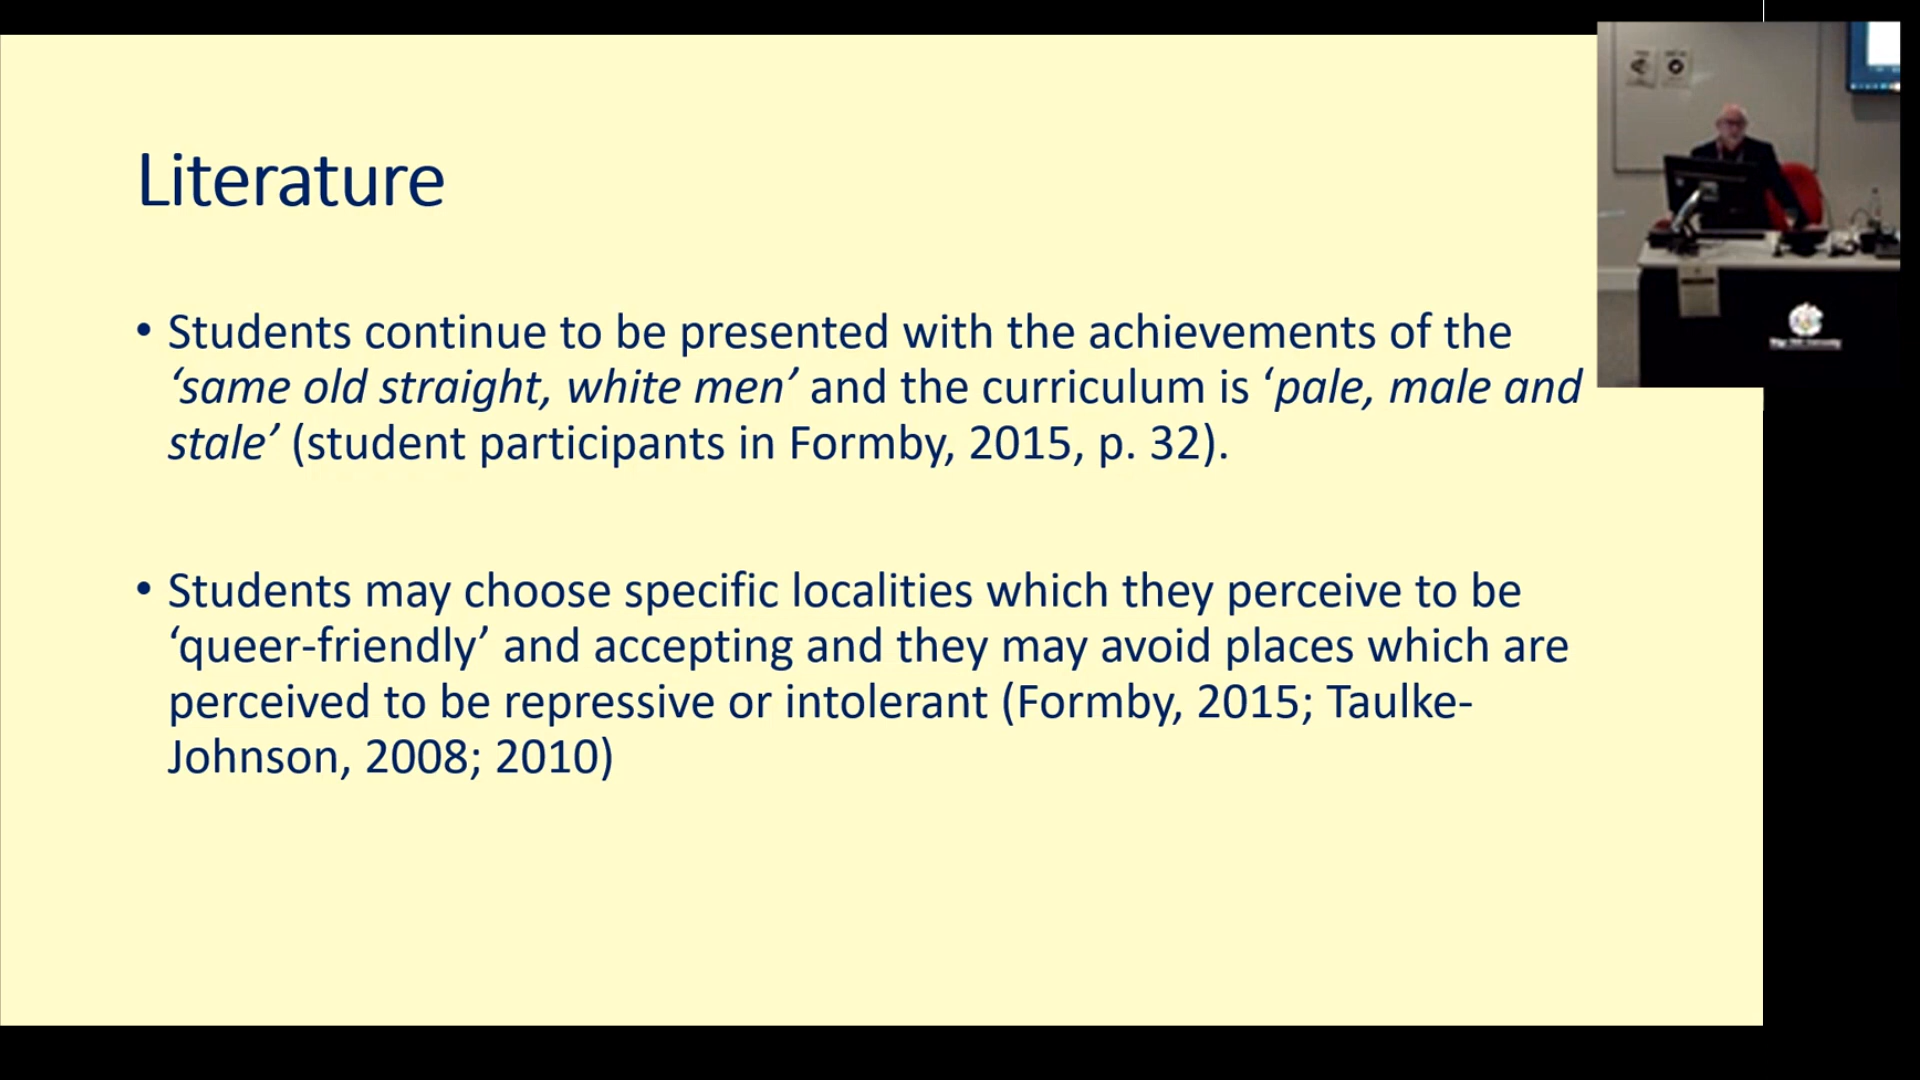 Literature
• Students continue to be presented with the achievements of the
‘same old straight, white men’ and the curriculum is ‘pale, male and
stale’ (student participants in Formby, 2015, p. 32).
• Students may choose specific localities which they perceive to be
‘queer-friendly’ and accepting and they may avoid places which are
perceived to be repressive or intolerant (Formby, 2015; Taulke-
Johnson, 2008; 2010)